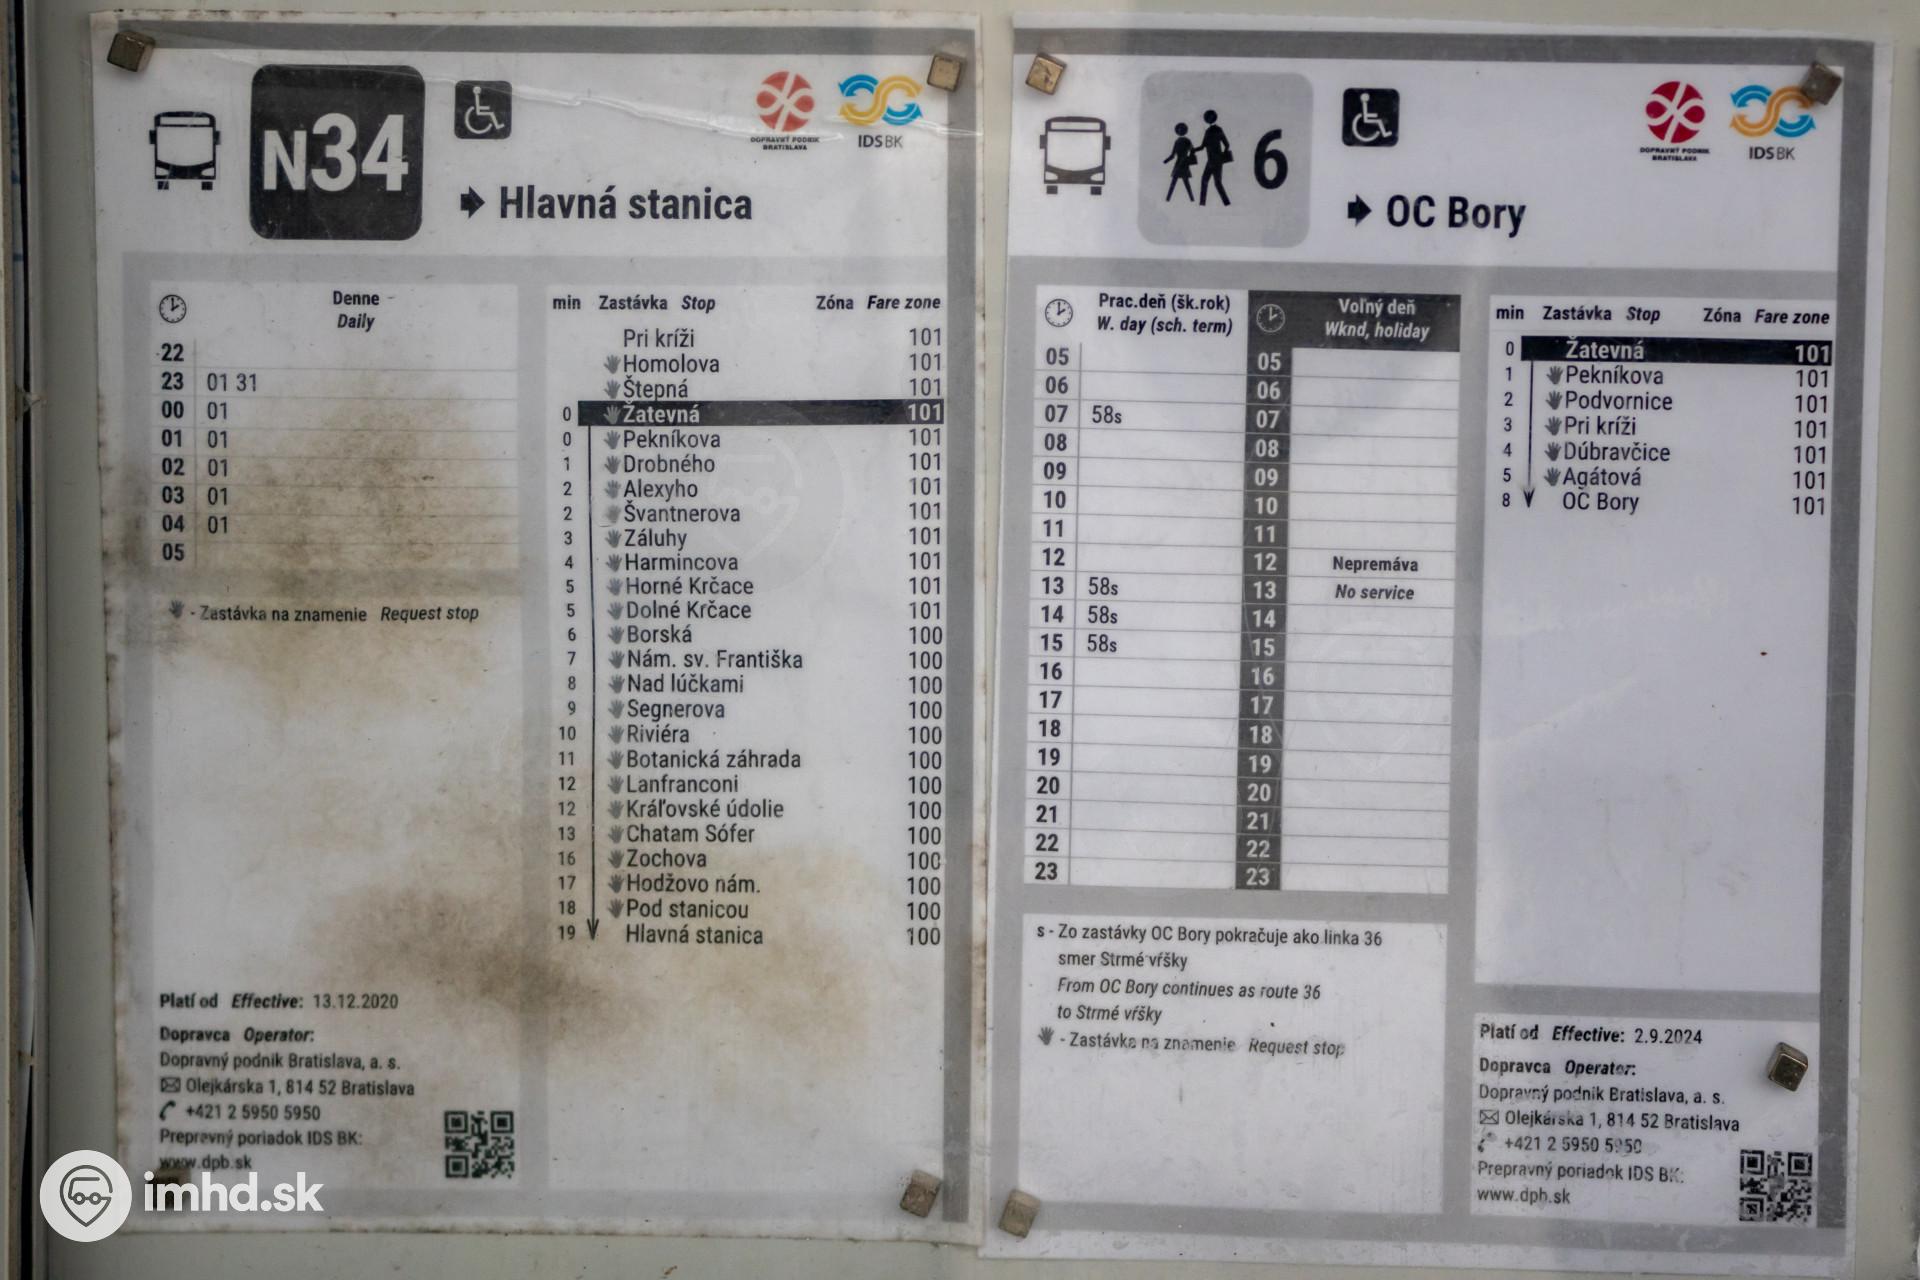 N34
DOPRAVNÝ PODNIK
BRATISLAVA
IDS BK
Hlavná stanica
Denne
Daily
22
23 01 31
00 01
01 01
02 01
03 01
04 01
05
- Zastávka na znamenie Request stop
min Zastávka Stop Zóna Fare zone
Pri kríži 101
Homolova 101
Štepná 101
0 Žatevná 101
0 Pekníkova 101
1 Drobného 101
2 Alexyho 101
2 Švantnerova 101
3 Záluhy 101
4 Harmincova 101
5 Horné Krčace 101
5 Dolné Krčace 101
6 Borská 100
7 Nám. sv. Františka 100
8 Nad lúčkami 100
9 Segnerova 100
10 Riviéra 100
11 Botanická záhrada 100
12 Lanfranconi 100
12 Kráľovské údolie 100
13 Chatam Sófer 100
16 Zochova 100
17 Hodžovo nám. 100
18 Pod stanicou 100
19 Hlavná stanica 100
Platí od Effective: 13.12.2020
Dopravca Operator:
Dopravný podnik Bratislava, a. s.
Olejkárska 1, 814 52 Bratislava
+421 2 5950 5950
Prepravný poriadok IDS BK:
www.dpb.sk
imhd.sk
6
DOPRAVNÝ PODNIK
BRATISLAVA
IDS BK
OC Bory
Prac.deň (šk.rok)
W. day (sch. term)
05
06
07 58s
08
09
10
11
12
13 58s
14 58s
15 58s
16
17
18
19
20
21
22
23
Voľný deň
Wknd, holiday
05
06
07
08
09
10
11
12 Nepremáva
13 No service
14
15
16
17
18
19
20
21
22
23
s - Zo zastávky OC Bory pokračuje ako linka 36
smer Strmé vŕšky
From OC Bory continues as route 36
to Strmé vŕšky
- Zastávka na znamenie Request stop
min Zastávka Stop Zóna Fare zone
0 Žatevná 101
1 Pekníkova 101
2 Podvornice 101
3 Pri kríži 101
4 Dúbravčice 101
5 Agátová 101
8 OC Bory 101
Platí od Effective: 2.9.2024
Dopravca Operator:
Dopravný podnik Bratislava, a. s.
Olejkárska 1, 814 52 Bratislava
+421 2 5950 5950
Prepravný poriadok IDS BK:
www.dpb.sk